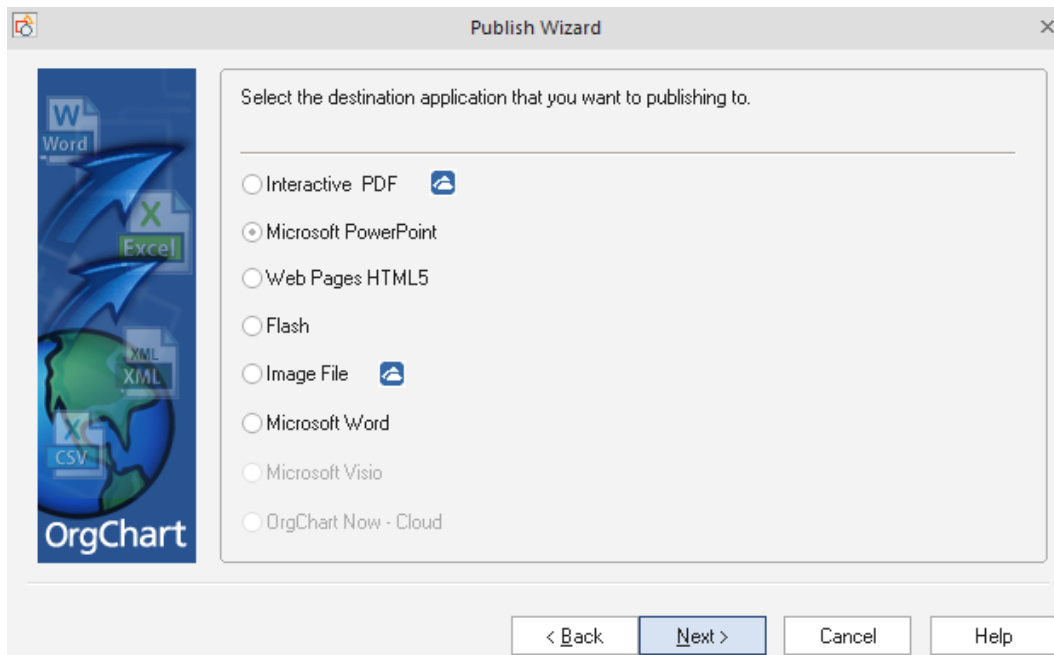 Publish Wizard
Select the destination application that you want to publishing to.
Interactive PDF
Microsoft PowerPoint
Web Pages HTML5
Flash
Image File
Microsoft Word
Microsoft Visio
OrgChart Now - Cloud
W
Word
X
Excel
XML
XML
X
CSV
OrgChart
< Back
Next >
Cancel
Help